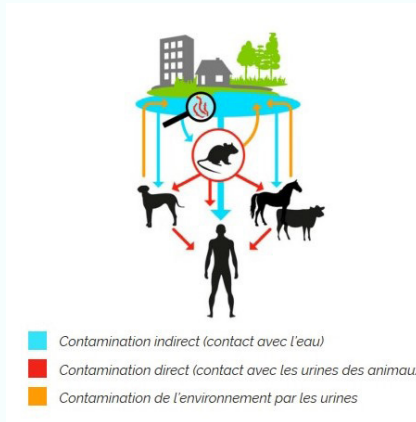 Contamination indirect (contact avec l'eau)
Contamination direct (contact avec les urines des animau
Contamination de l'environnement par les urines